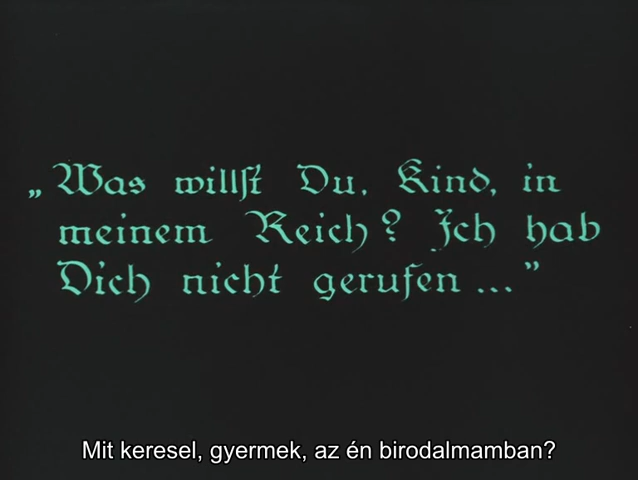 „Was willst Du, Kind, in
meinem Reich? Ich hab
Dich nicht gerufen ..."
Mit keresel, gyermek, az én birodalmamban?